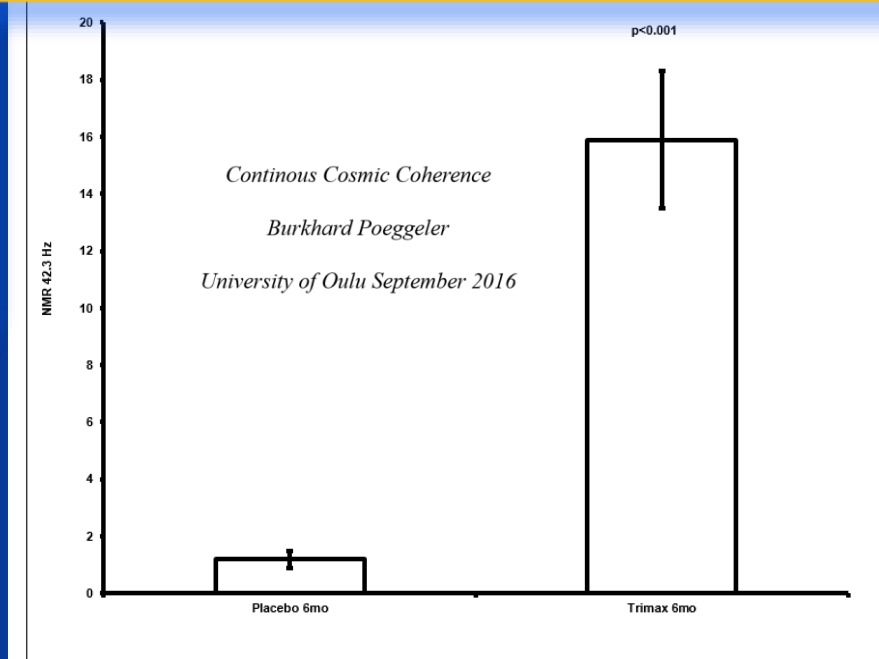 20
p<0.001
18
16
Continous Cosmic Coherence
14
Burkhard Poeggeler
12
University of Oulu September 2016
NMR 42.3 Hz
10
8
6
4
2
0
Placebo 6mo
Trimax 6mo